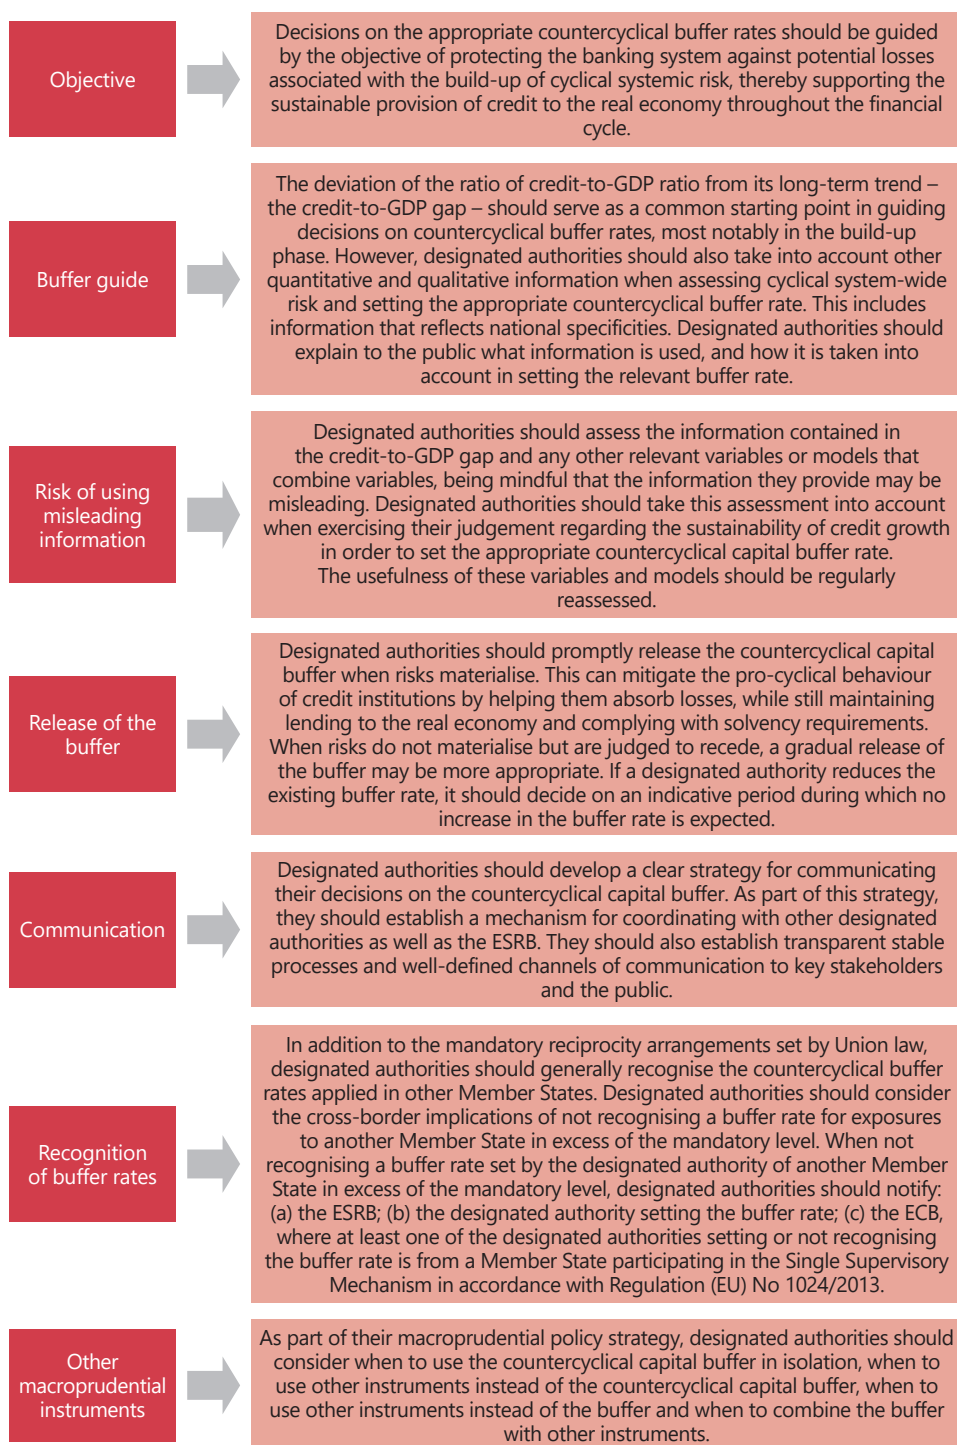 Objective
Decisions on the appropriate countercyclical buffer rates should be guided
by the objective of protecting the banking system against potential losses
associated with the build-up of cyclical systemic risk, thereby supporting the
sustainable provision of credit to the real economy throughout the financial
cycle.
Buffer guide
The deviation of the ratio of credit-to-GDP ratio from its long-term trend –
the credit-to-GDP gap – should serve as a common starting point in guiding
decisions on countercyclical buffer rates, most notably in the build-up
phase. However, designated authorities should also take into account other
quantitative and qualitative information when assessing cyclical system-wide
risk and setting the appropriate countercyclical buffer rate. This includes
information that reflects national specificities. Designated authorities should
explain to the public what information is used, and how it is taken into
account in setting the relevant buffer rate.
Risk of using
misleading
information
Designated authorities should assess the information contained in
the credit-to-GDP gap and any other relevant variables or models that
combine variables, being mindful that the information they provide may be
misleading. Designated authorities should take this assessment into account
when exercising their judgement regarding the sustainability of credit growth
in order to set the appropriate countercyclical capital buffer rate.
The usefulness of these variables and models should be regularly
reassessed.
Release of the
buffer
Designated authorities should promptly release the countercyclical capital
buffer when risks materialise. This can mitigate the pro-cyclical behaviour
of credit institutions by helping them absorb losses, while still maintaining
lending to the real economy and complying with solvency requirements.
When risks do not materialise but are judged to recede, a gradual release of
the buffer may be more appropriate. If a designated authority reduces the
existing buffer rate, it should decide on an indicative period during which no
increase in the buffer rate is expected.
Communication
Designated authorities should develop a clear strategy for communicating
their decisions on the countercyclical capital buffer. As part of this strategy,
they should establish a mechanism for coordinating with other designated
authorities as well as the ESRB. They should also establish transparent stable
processes and well-defined channels of communication to key stakeholders
and the public.
Recognition
of buffer rates
In addition to the mandatory reciprocity arrangements set by Union law,
designated authorities should generally recognise the countercyclical buffer
rates applied in other Member States. Designated authorities should consider
the cross-border implications of not recognising a buffer rate for exposures
to another Member State in excess of the mandatory level. When not
recognising a buffer rate set by the designated authority of another Member
State in excess of the mandatory level, designated authorities should notify:
(a) the ESRB; (b) the designated authority setting the buffer rate; (c) the ECB,
where at least one of the designated authorities setting or not recognising
the buffer rate is from a Member State participating in the Single Supervisory
Mechanism in accordance with Regulation (EU) No 1024/2013.
Other
macroprudential
instruments
As part of their macroprudential policy strategy, designated authorities should
consider when to use the countercyclical capital buffer in isolation, when to
use other instruments instead of the countercyclical capital buffer, when to
use other instruments instead of the buffer and when to combine the buffer
with other instruments.